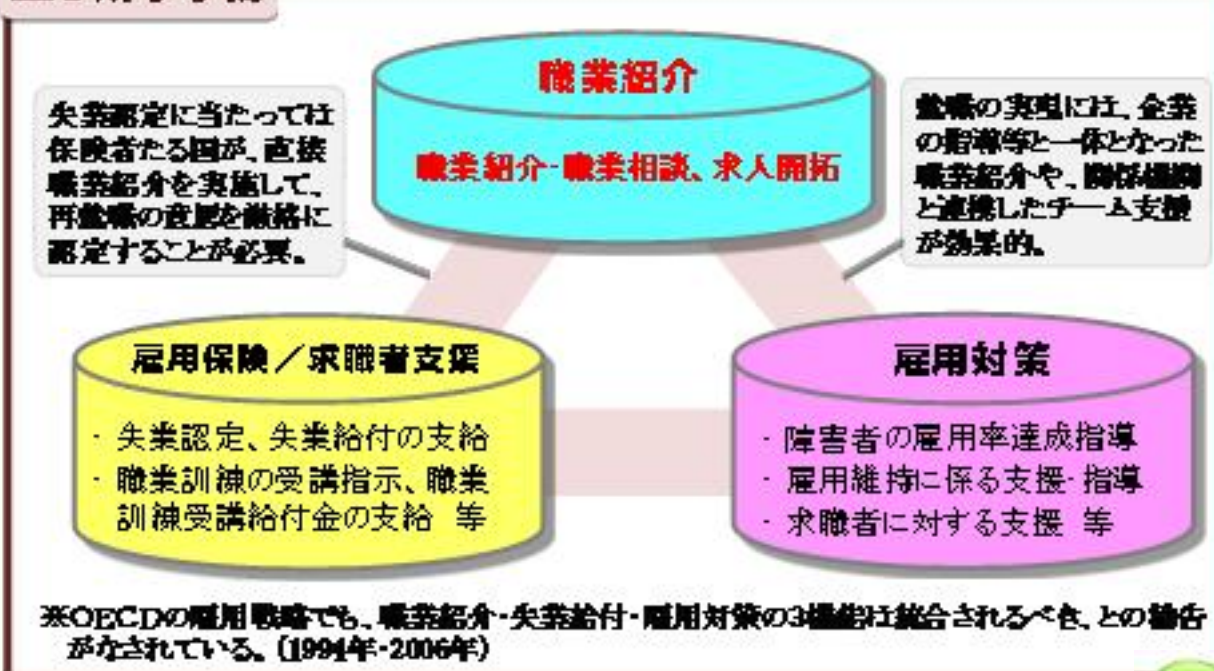 職業紹介
職業紹介・職業相談、求人開拓
失業認定に当たっては
保険者たる国が、直接
職業紹介を実施して、
再就職の意思を厳格に
認定することが必要。
就職の実現には、企業
の指導等と一体となった
職業紹介や、関係機関
と連携したチーム支援
が効果的。
雇用保険／求職者支援
・ 失業認定、失業給付の支給
・ 職業訓練の受講指示、職業
訓練受講給付金の支給 等
雇用対策
・ 障害者の雇用率達成指導
・ 雇用維持に係る支援・指導
・ 求職者に対する支援 等
※OECDの雇用戦略でも、職業紹介・失業給付・雇用対策の3機能は統合されるべき、との勧告
がなされている。(1994年・2006年)